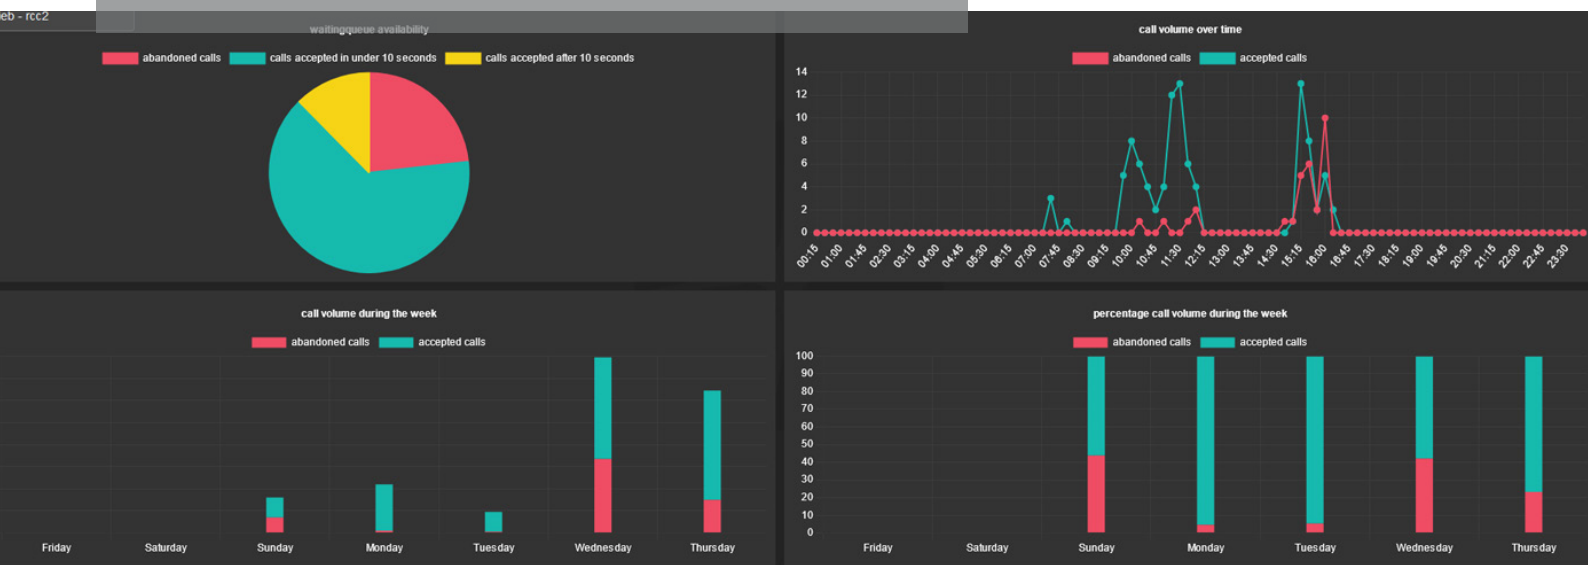 eb - rcc2
waitingqueue availability
abandoned calls calls accepted in under 10 seconds calls accepted after 10 seconds
call volume over time
abandoned calls accepted calls
14
12
10
8
6
4
2
0
00:15 01:00 01:45 02:30 03:15 04:00 04:45 05:30 06:15 07:00 07:45 08:30 09:15 10:00 10:45 11:30 12:15 13:00 13:45 14:30 15:15 16:00 16:45 17:30 18:15 19:00 19:45 20:30 21:15 22:00 22:45 23:30
call volume during the week
abandoned calls accepted calls
Friday Saturday Sunday Monday Tuesday Wednesday Thursday
percentage call volume during the week
abandoned calls accepted calls
100
90
80
70
60
50
40
30
20
10
0
Friday Saturday Sunday Monday Tuesday Wednesday Thursday